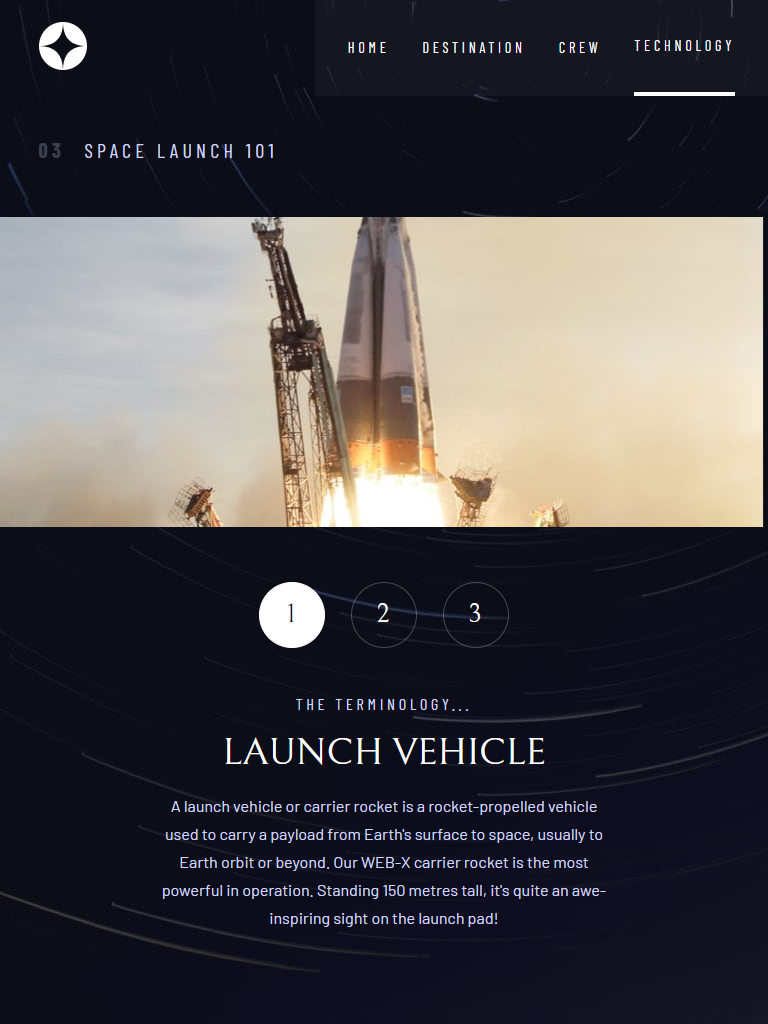 HOME DESTINATION CREW TECHNOLOGY
03 SPACE LAUNCH 101
1 2 3
THE TERMINOLOGY...
LAUNCH VEHICLE
A launch vehicle or carrier rocket is a rocket-propelled vehicle
used to carry a payload from Earth's surface to space, usually to
Earth orbit or beyond. Our WEB-X carrier rocket is the most
powerful in operation. Standing 150 metres tall, it's quite an awe-
inspiring sight on the launch pad!